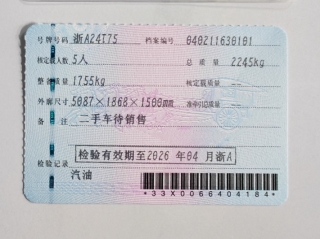 号牌号码 浙A24T75 档案编号 040211630101
核定载人数 5人 总质量 2245kg
整备质量 1755kg 核定载质量
外廓尺寸 5087×1868×1500mm 准牵引总质量
备注 二手车待销售
检验有效期至2026年04月浙A
检验记录
汽油
*33X0066404184*